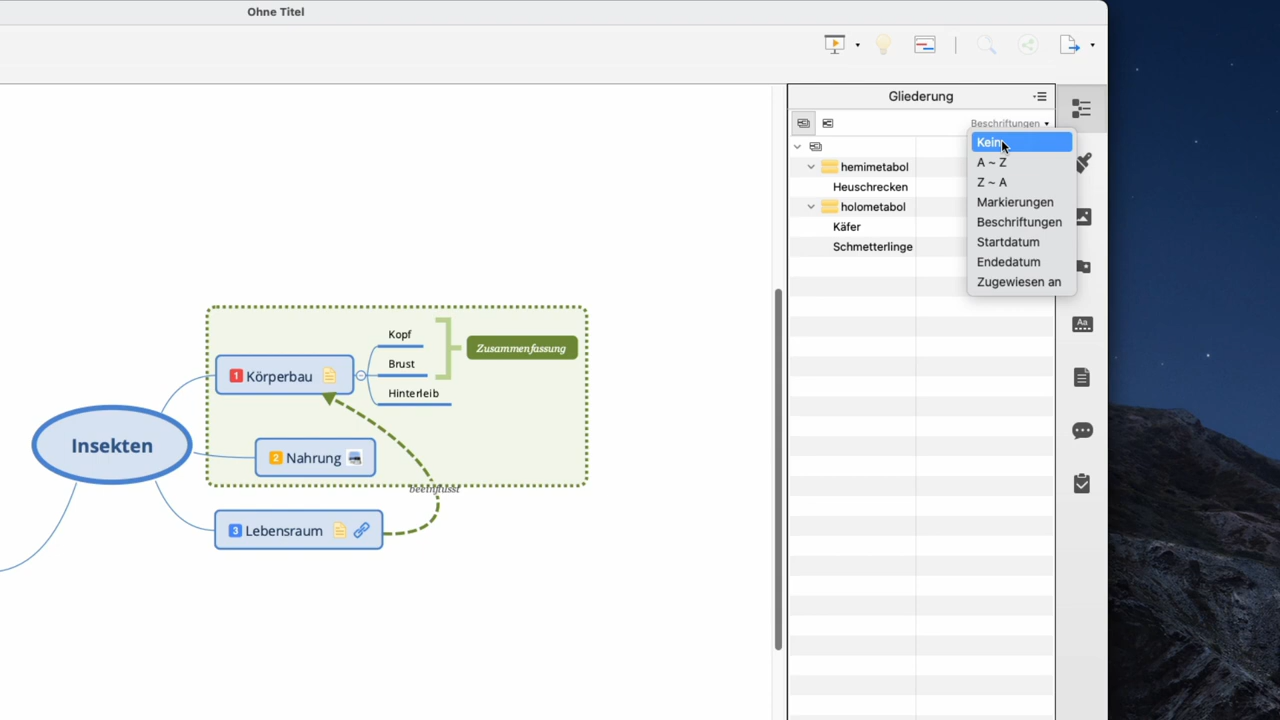 Ohne Titel
Gliederung
Beschriftungen
Kein
A ~ Z
Z ~ A
Markierungen
Beschriftungen
Startdatum
Endedatum
Zugewiesen an
hemimetabol
Heuschrecken
holometabol
Käfer
Schmetterlinge
Aa
Kopf
Brust
Hinterleib
Zusammenfassung
1 Körperbau
Insekten
2 Nahrung
beeinflusst
3 Lebensraum